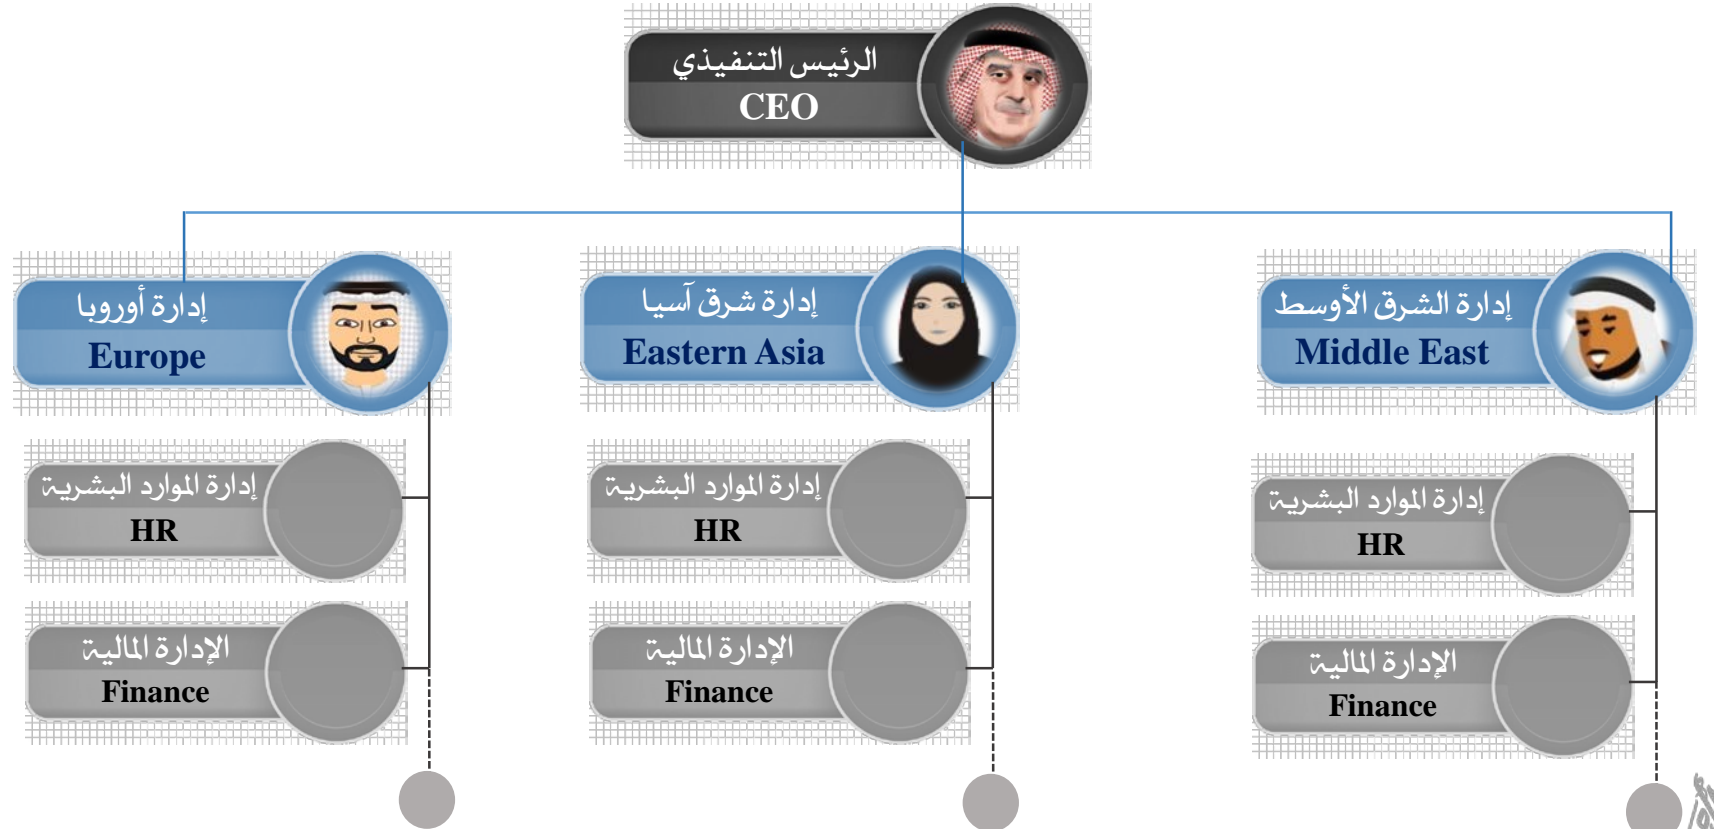 الرئيس التنفيذي
CEO
إدارة الشرق الأوسط
Middle East
إدارة شرق آسيا
Eastern Asia
إدارة أوروبا
Europe
إدارة الموارد البشرية
HR
إدارة الموارد البشرية
HR
إدارة الموارد البشرية
HR
الإدارة المالية
Finance
الإدارة المالية
Finance
الإدارة المالية
Finance